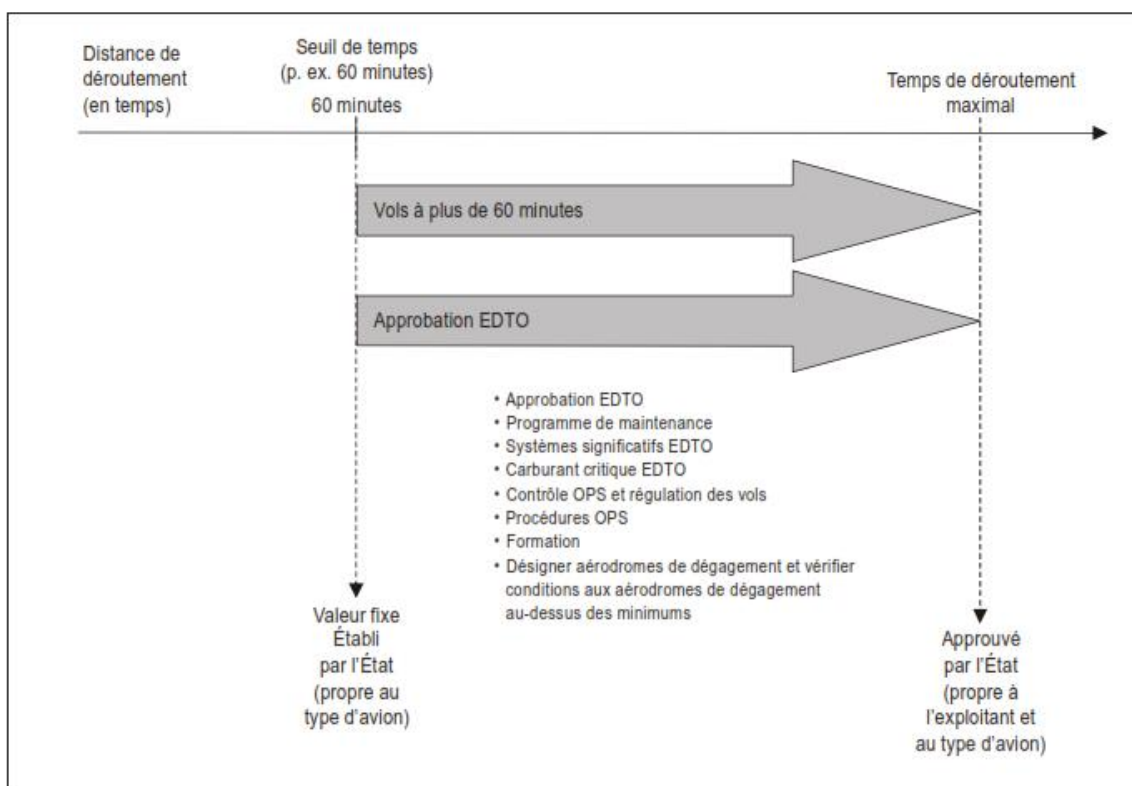 Distance de
déroutement
(en temps)
Seuil de temps
(p. ex. 60 minutes)
60 minutes
Temps de déroutement
maximal
Vols à plus de 60 minutes
Approbation EDTO
• Approbation EDTO
• Programme de maintenance
• Systèmes significatifs EDTO
• Carburant critique EDTO
• Contrôle OPS et régulation des vols
• Procédures OPS
• Formation
• Désigner aérodromes de dégagement et vérifier
conditions aux aérodromes de dégagement
au-dessus des minimums
Valeur fixe
Établi
par l'État
(propre au
type d'avion)
Approuvé
par l'État
(propre à
l'exploitant et
au type d'avion)